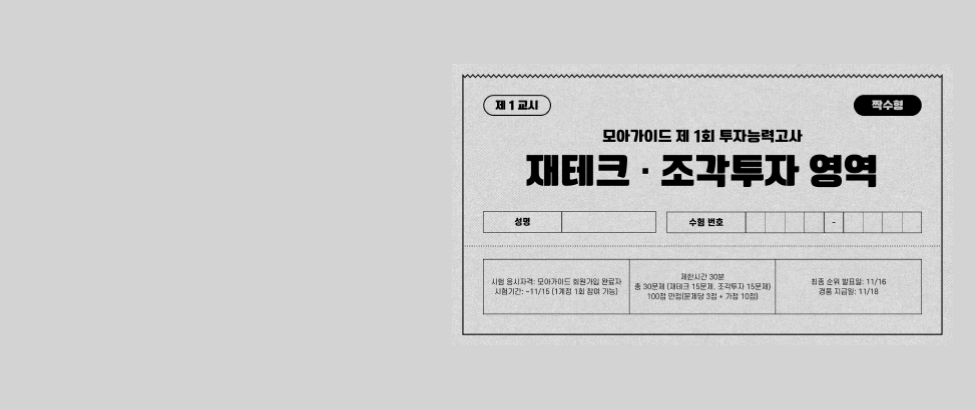 제 1 교시
짝수형
모아가이드 제 1회 투자능력고사
재테크 · 조각투자 영역
성명
수험 번호
-
시험 응시자격: 모아가이드 회원가입 완료자
시험기간: ~11/15 (1계정 1회 참여 가능)
제한시간 30분
총 30문제 (재테크 15문제, 조각투자 15문제)
100점 만점(문제당 3점 + 가점 10점)
최종 순위 발표일: 11/16
경품 지급일: 11/18